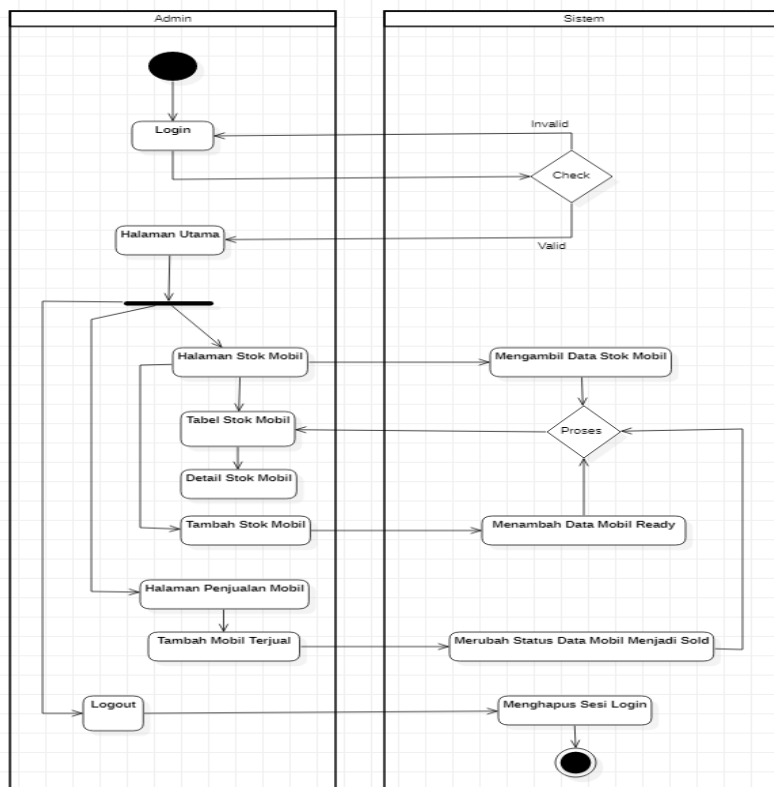 Admin
Sistem
Invalid
Login
Check
Halaman Utama
Valid
Halaman Stok Mobil
Mengambil Data Stok Mobil
Tabel Stok Mobil
Proses
Detail Stok Mobil
Tambah Stok Mobil
Menambah Data Mobil Ready
Halaman Penjualan Mobil
Tambah Mobil Terjual
Merubah Status Data Mobil Menjadi Sold
Logout
Menghapus Sesi Login